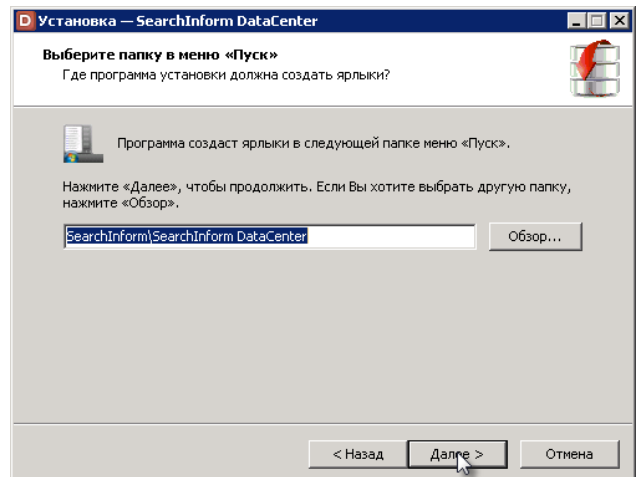 D Установка — SearchInform DataCenter
Выберите папку в меню «Пуск»
Где программа установки должна создать ярлыки?
Программа создаст ярлыки в следующей папке меню «Пуск».
Нажмите «Далее», чтобы продолжить. Если Вы хотите выбрать другую папку,
нажмите «Обзор».
SearchInform\SearchInform DataCenter
Обзор...
< Назад
Далее >
Отмена